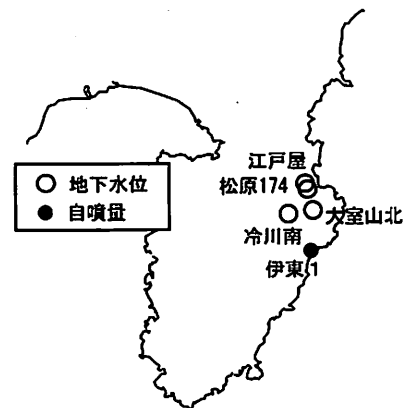 江戸屋
松原174
○ 地下水位
● 自噴量
大室山北
冷川南
伊東1